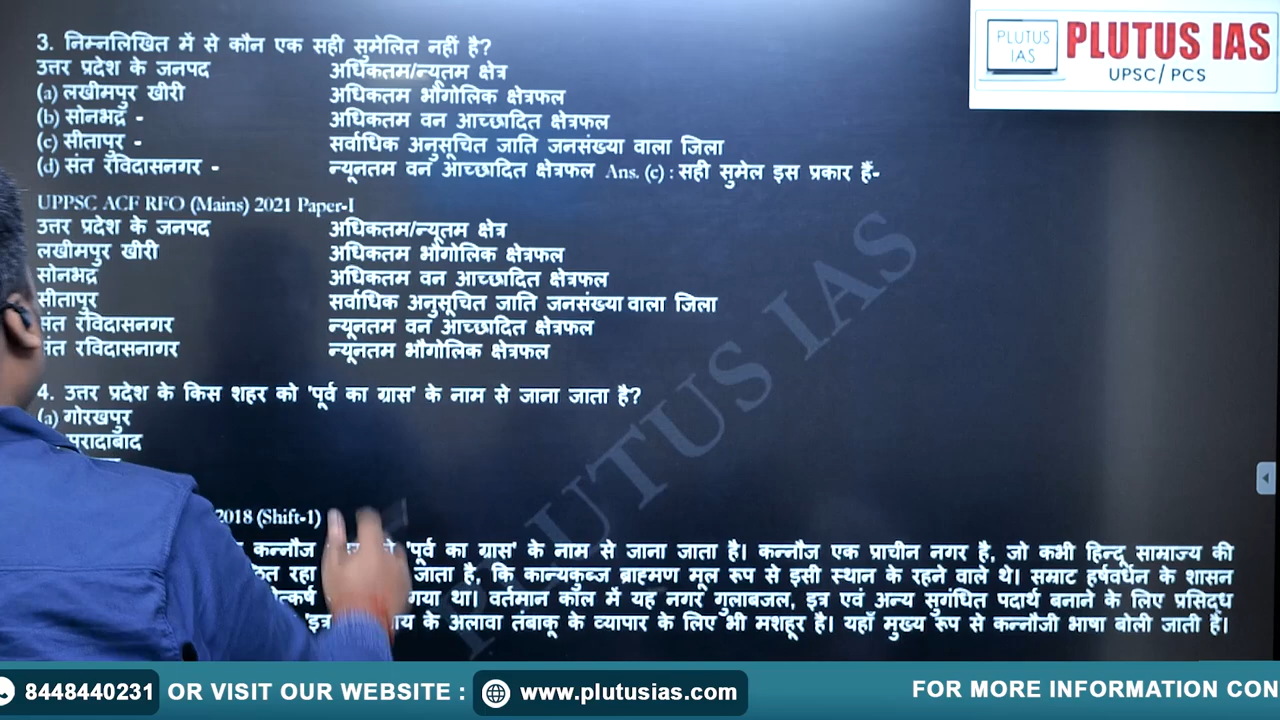 PLUTUS IAS
PLUTUS IAS
UPSC/ PCS
3. निम्नलिखित में से कौन एक सही सुमेलित नहीं है?
उत्तर प्रदेश के जनपद अधिकतम/न्यूतम क्षेत्र
(a) लखीमपुर खीरी अधिकतम भौगोलिक क्षेत्रफल
(b) सोनभद्र - अधिकतम वन आच्छादित क्षेत्रफल
(c) सीतापुर - सर्वाधिक अनुसूचित जाति जनसंख्या वाला जिला
(d) संत रविदासनगर - न्यूनतम वन आच्छादित क्षेत्रफल Ans. (c) : सही सुमेल इस प्रकार हैं-
UPPSC ACF RFO (Mains) 2021 Paper-I
उत्तर प्रदेश के जनपद अधिकतम/न्यूतम क्षेत्र
लखीमपुर खीरी अधिकतम भौगोलिक क्षेत्रफल
सोनभद्र अधिकतम वन आच्छादित क्षेत्रफल
सीतापुर सर्वाधिक अनुसूचित जाति जनसंख्या वाला जिला
संत रविदासनगर न्यूनतम वन आच्छादित क्षेत्रफल
संत रविदासनागर न्यूनतम भौगोलिक क्षेत्रफल
4. उत्तर प्रदेश के किस शहर को 'पूर्व का ग्रास' के नाम से जाना जाता है?
(a) गोरखपुर
मुरादाबाद
2018 (Shift-1)
कन्नौज 'पूर्व का ग्रास' के नाम से जाना जाता है। कन्नौज एक प्राचीन नगर है, जो कभी हिन्दू साम्राज्य की
रहा जाता है, कि कान्यकुब्ज ब्राह्मण मूल रूप से इसी स्थान के रहने वाले थे। सम्राट हर्षवर्धन के शासन
गया था। वर्तमान काल में यह नगर गुलाबजल, इत्र एवं अन्य सुगंधित पदार्थ बनाने के लिए प्रसिद्ध
'इत्र के अलावा तंबाकू के व्यापार के लिए भी मशहूर है। यहाँ मुख्य रूप से कन्नौजी भाषा बोली जाती हैं।
PLUTUS IAS
8448440231 OR VISIT OUR WEBSITE : www.plutusias.com FOR MORE INFORMATION CON